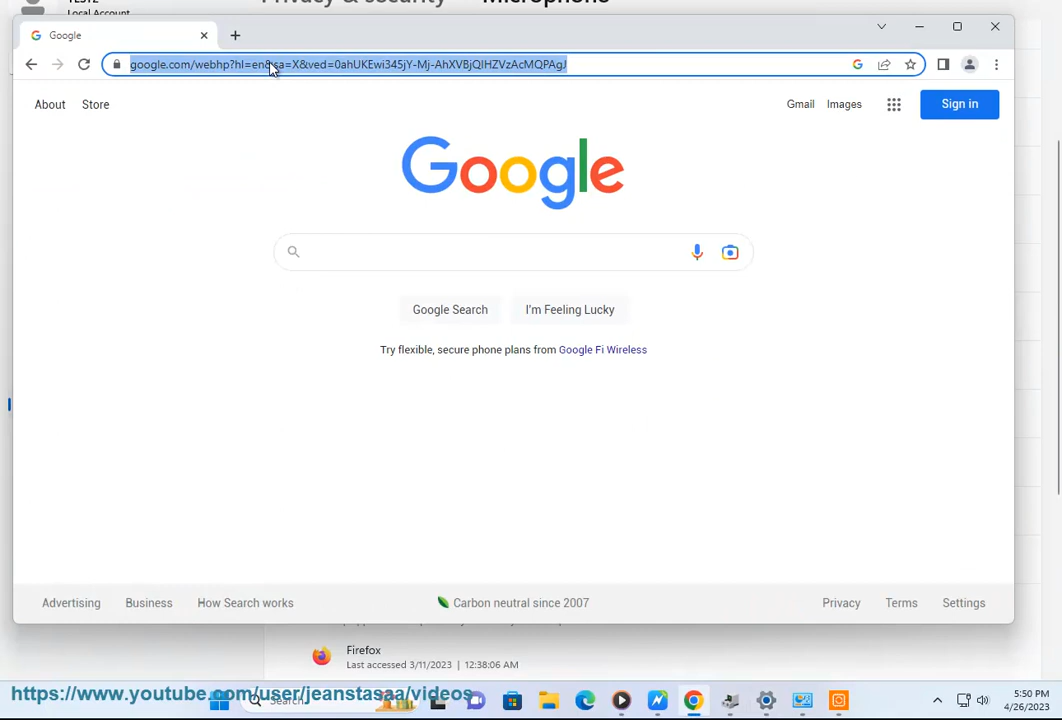 TEST2
Local Account
Privacy & security
Microphone
Google
google.com/webhp?hl=en&sa=X&ved=0ahUKEwi345jY-Mj-AhXVBjQIHZVzAcMQPAgJ
About
Store
Gmail
Images
Sign in
Google
Google Search
I'm Feeling Lucky
Try flexible, secure phone plans from Google Fi Wireless
Advertising
Business
How Search works
Carbon neutral since 2007
Privacy
Terms
Settings
Firefox
Last accessed 3/11/2023 | 12:38:06 AM
https://www.youtube.com/user/jeanstasaa/videos
Search
5:50 PM
4/26/2023